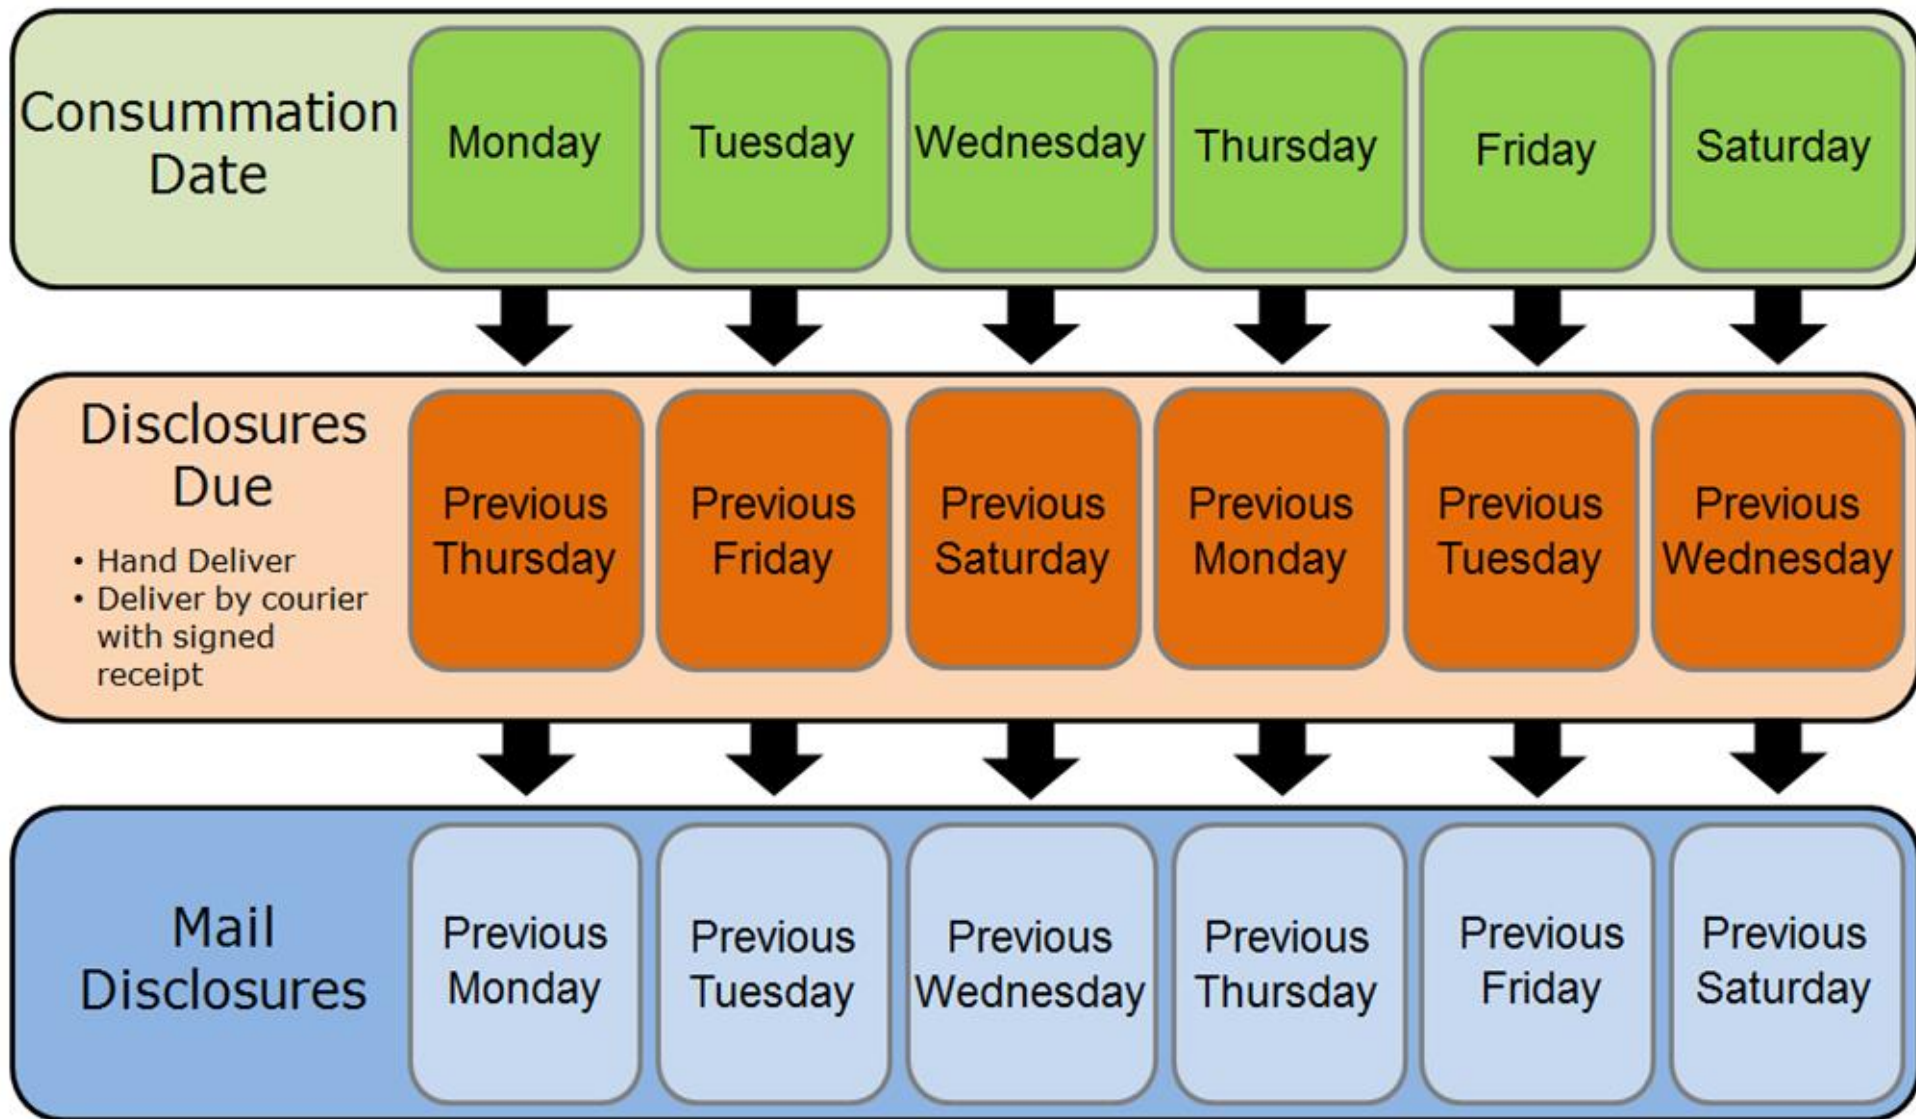 Consummation
Date
Monday
Tuesday
Wednesday
Thursday
Friday
Saturday
Disclosures
Due
• Hand Deliver
• Deliver by courier
with signed
receipt
Previous
Thursday
Previous
Friday
Previous
Saturday
Previous
Monday
Previous
Tuesday
Previous
Wednesday
Mail
Disclosures
Previous
Monday
Previous
Tuesday
Previous
Wednesday
Previous
Thursday
Previous
Friday
Previous
Saturday